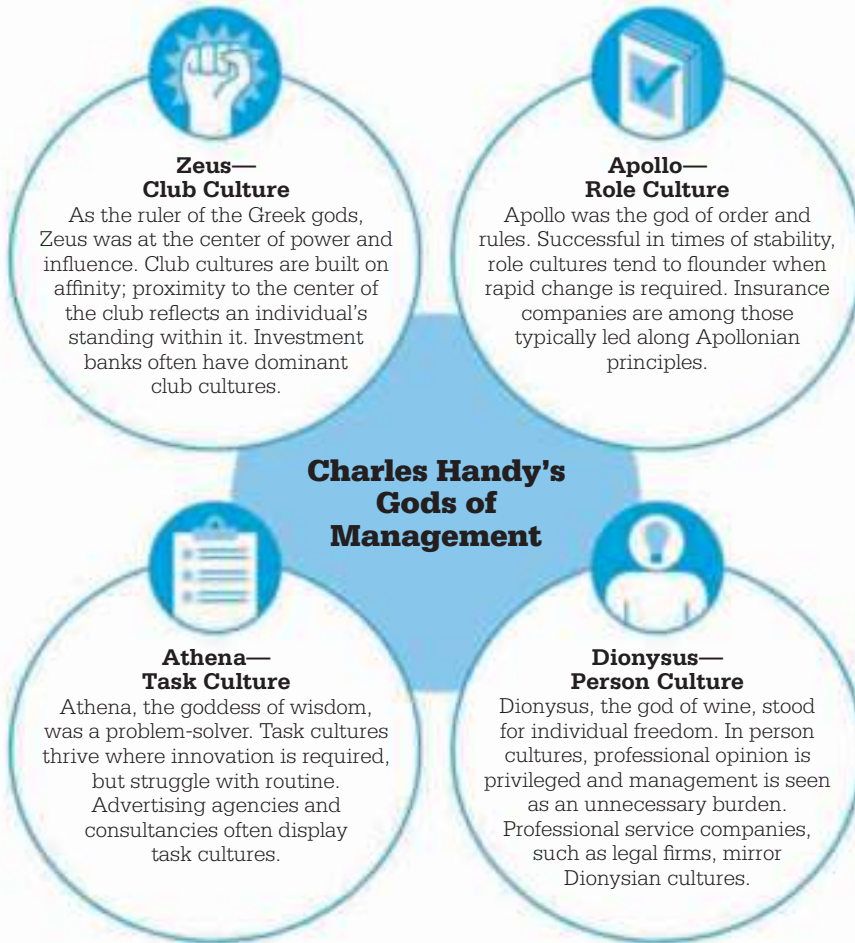 Zeus—
Club Culture
As the ruler of the Greek gods,
Zeus was at the center of power and
influence. Club cultures are built on
affinity; proximity to the center of
the club reflects an individual’s
standing within it. Investment
banks often have dominant
club cultures.
Apollo—
Role Culture
Apollo was the god of order and
rules. Successful in times of stability,
role cultures tend to flounder when
rapid change is required. Insurance
companies are among those
typically led along Apollonian
principles.
Charles Handy’s
Gods of
Management
Athena—
Task Culture
Athena, the goddess of wisdom,
was a problem-solver. Task cultures
thrive where innovation is required,
but struggle with routine.
Advertising agencies and
consultancies often display
task cultures.
Dionysus—
Person Culture
Dionysus, the god of wine, stood
for individual freedom. In person
cultures, professional opinion is
privileged and management is seen
as an unnecessary burden.
Professional service companies,
such as legal firms, mirror
Dionysian cultures.